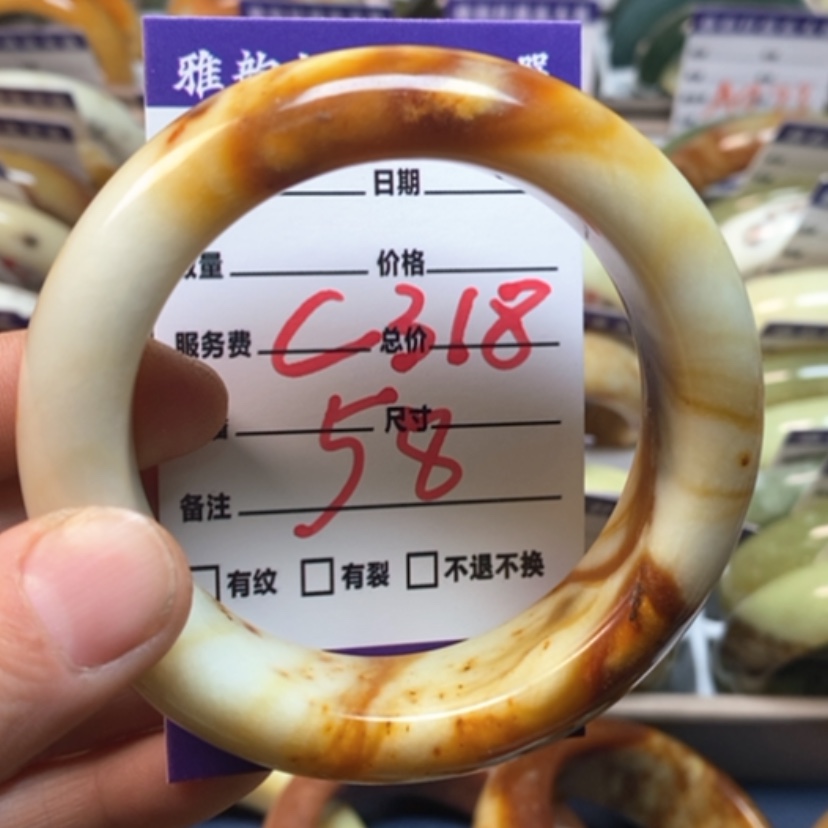 雅韵
日期
量 价格
服务费 总价
C318
尺寸
58
备注
有纹 有裂 不退不换